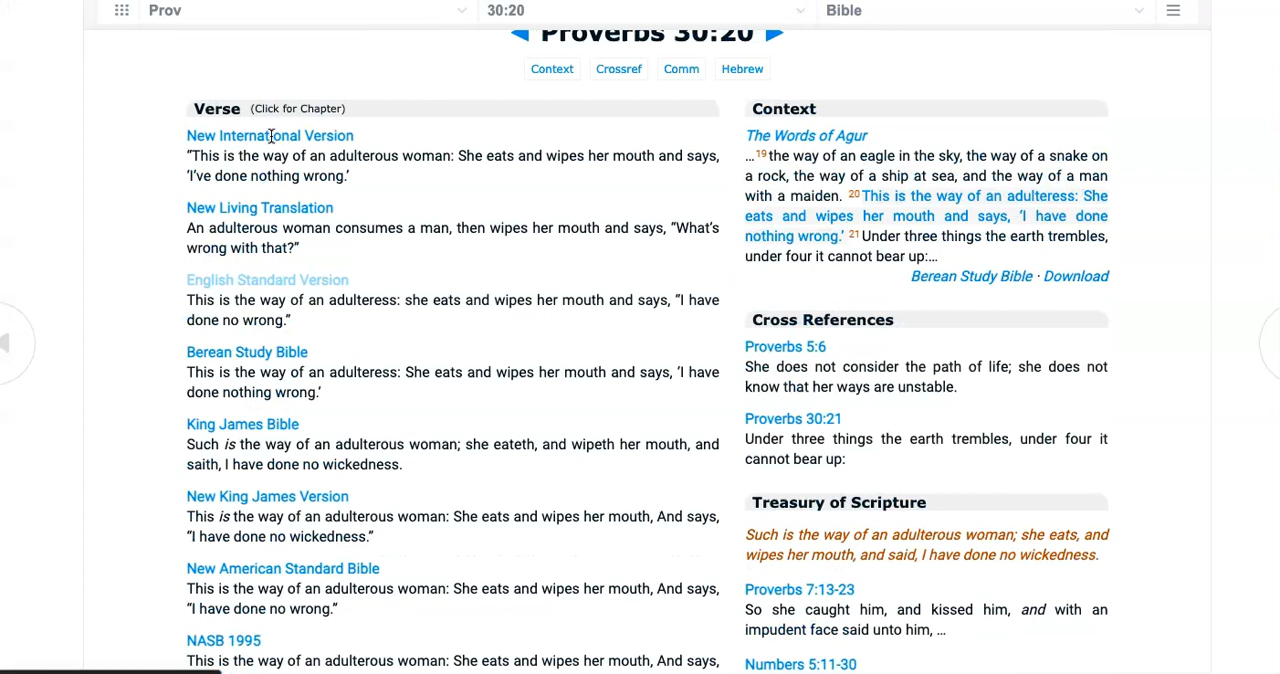 Prov 30:20 Bible
Proverbs 30:20
Context Crossref Comm Hebrew
Verse (Click for Chapter)
New International Version
“This is the way of an adulterous woman: She eats and wipes her mouth and says,
‘I’ve done nothing wrong.’
New Living Translation
An adulterous woman consumes a man, then wipes her mouth and says, “What’s
wrong with that?”
English Standard Version
This is the way of an adulteress: she eats and wipes her mouth and says, “I have
done no wrong.”
Berean Study Bible
This is the way of an adulteress: She eats and wipes her mouth and says, ‘I have
done nothing wrong.’
King James Bible
Such is the way of an adulterous woman; she eateth, and wipeth her mouth, and
saith, I have done no wickedness.
New King James Version
This is the way of an adulterous woman: She eats and wipes her mouth, And says,
“I have done no wickedness.”
New American Standard Bible
This is the way of an adulterous woman: She eats and wipes her mouth, And says,
“I have done no wrong.”
NASB 1995
This is the way of an adulterous woman: She eats and wipes her mouth, And says,
Context
The Words of Agur
…19the way of an eagle in the sky, the way of a snake on
a rock, the way of a ship at sea, and the way of a man
with a maiden. 20This is the way of an adulteress: She
eats and wipes her mouth and says, ‘I have done
nothing wrong.’ 21Under three things the earth trembles,
under four it cannot bear up:…
Berean Study Bible · Download
Cross References
Proverbs 5:6
She does not consider the path of life; she does not
know that her ways are unstable.
Proverbs 30:21
Under three things the earth trembles, under four it
cannot bear up:
Treasury of Scripture
Such is the way of an adulterous woman; she eats, and
wipes her mouth, and said, I have done no wickedness.
Proverbs 7:13-23
So she caught him, and kissed him, and with an
impudent face said unto him, …
Numbers 5:11-30